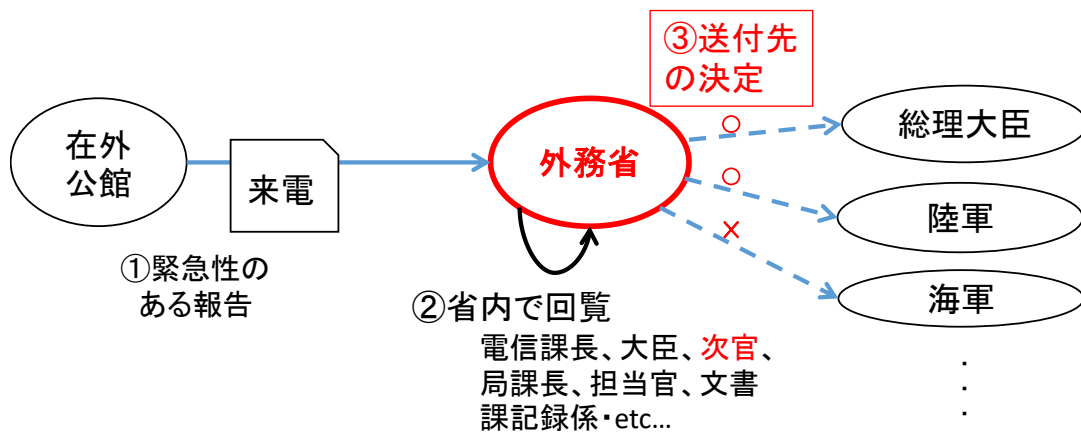 在外
公館
来電
①緊急性の
ある報告
外務省
②省内で回覧
電信課長、大臣、次官、
局課長、担当官、文書
課記録係・etc…
③送付先
の決定
○
総理大臣
○
陸軍
×
海軍
・
・
・